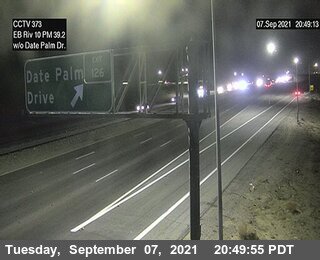 CCTV 373
EB Riv 10 PM 39.2
w/o Date Palm Dr.
07.Sep 2021 20:49:13
EXIT
126
Date Palm
Drive
Tuesday, September 07, 2021 20:49:55 PDT